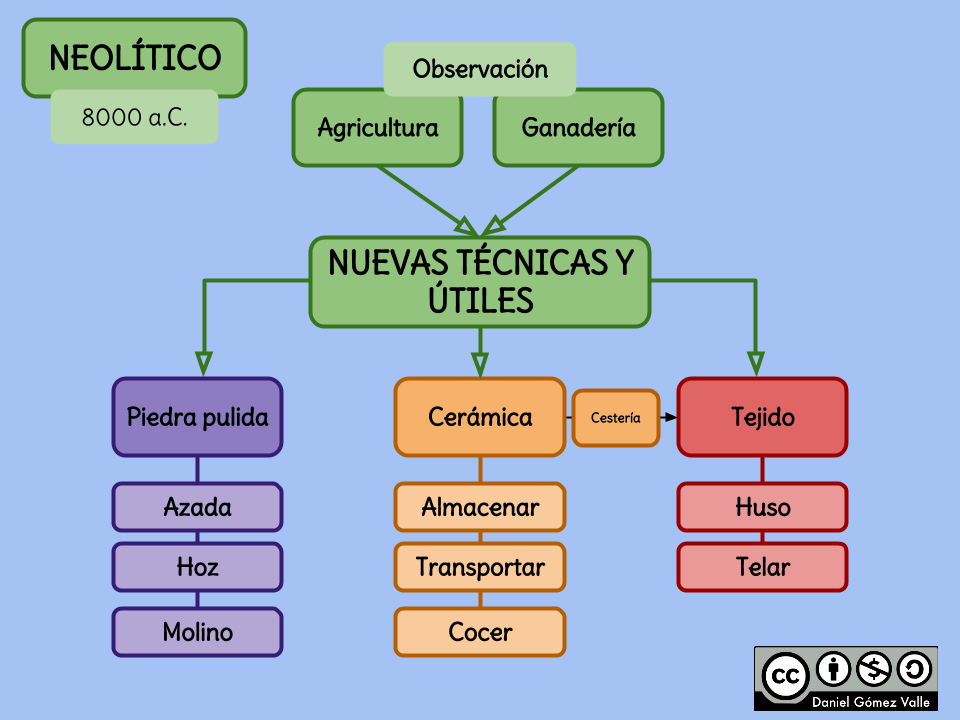 NEOLÍTICO
8000 a.C.
Observación
Agricultura
Ganadería
NUEVAS TÉCNICAS Y
ÚTILES
Piedra pulida
Azada
Hoz
Molino
Cerámica
Cestería
Almacenar
Transportar
Cocer
Tejido
Huso
Telar
cc
Daniel Gómez Valle